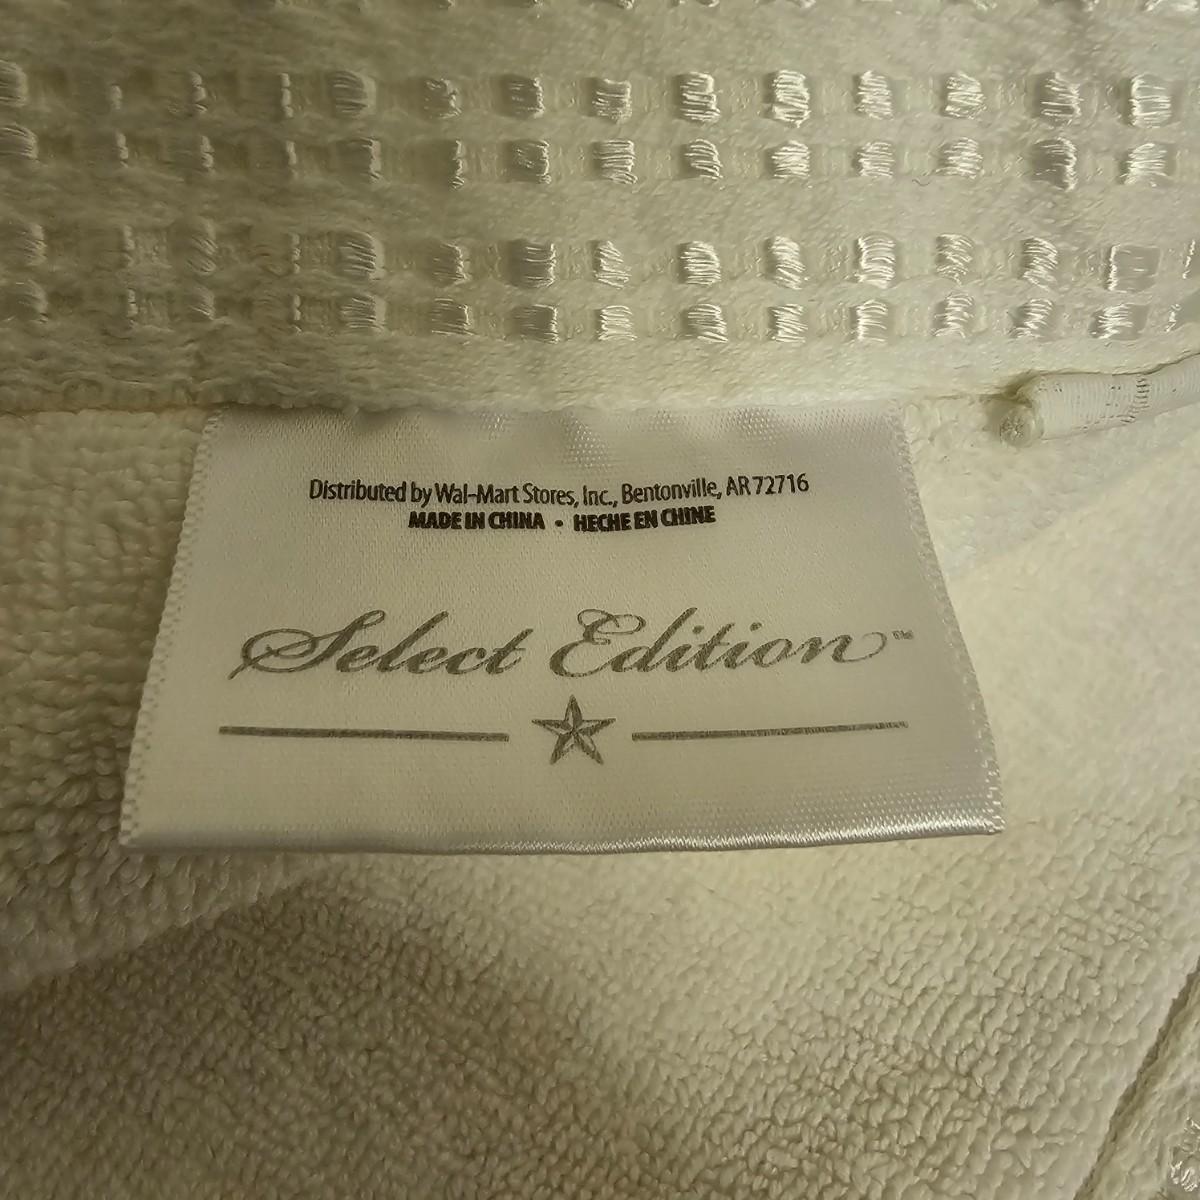 Distributed by Wal-Mart Stores, Inc., Bentonville, AR 72716
MADE IN CHINA • HECHE EN CHINE
Select Edition™